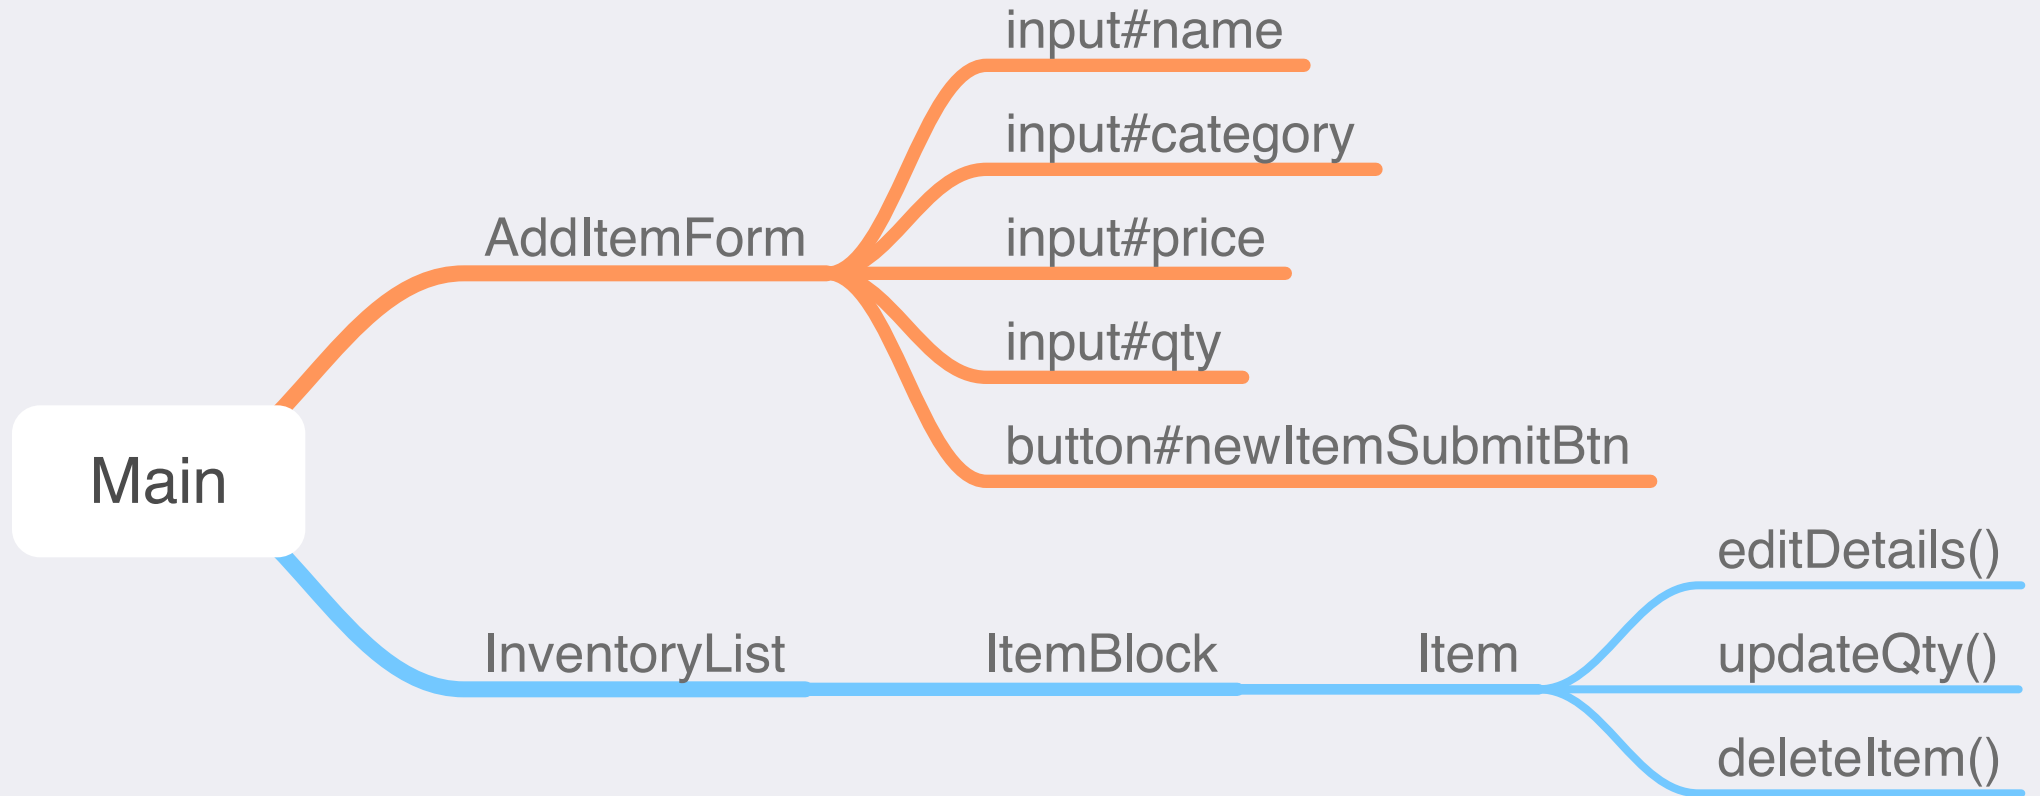 input#name
input#category
AddItemForm
input#price
input#qty
button#newItemSubmitBtn
Main
editDetails()
InventoryList
ItemBlock
Item
updateQty()
deleteItem()